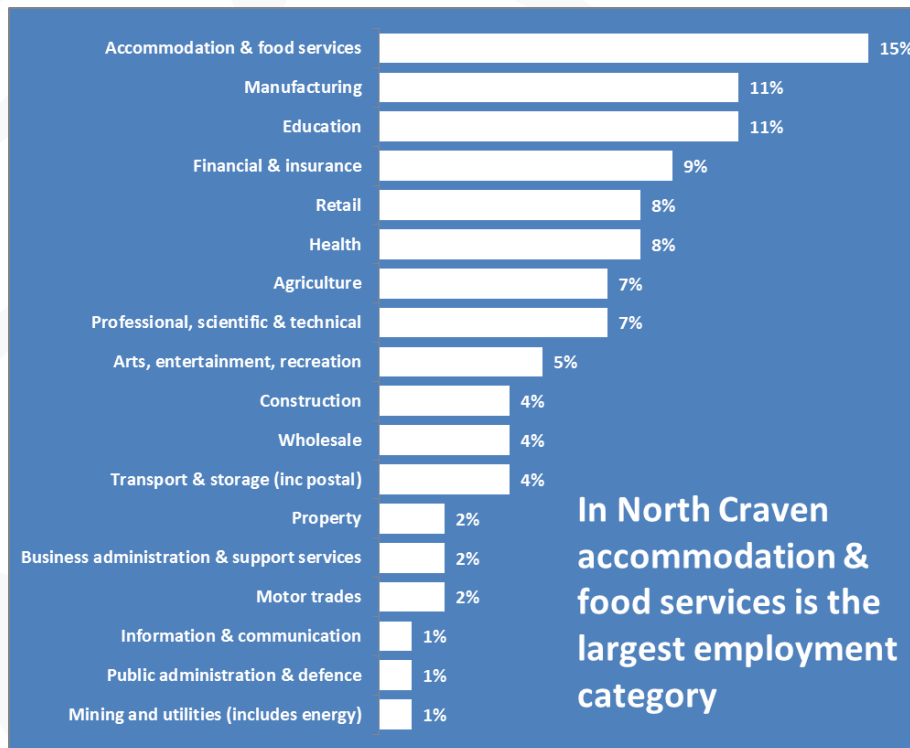 Accommodation & food services 15%
Manufacturing 11%
Education 11%
Financial & insurance 9%
Retail 8%
Health 8%
Agriculture 7%
Professional, scientific & technical 7%
Arts, entertainment, recreation 5%
Construction 4%
Wholesale 4%
Transport & storage (inc postal) 4%
Property 2%
Business administration & support services 2%
Motor trades 2%
Information & communication 1%
Public administration & defence 1%
Mining and utilities (includes energy) 1%
In North Craven
accommodation &
food services is the
largest employment
category